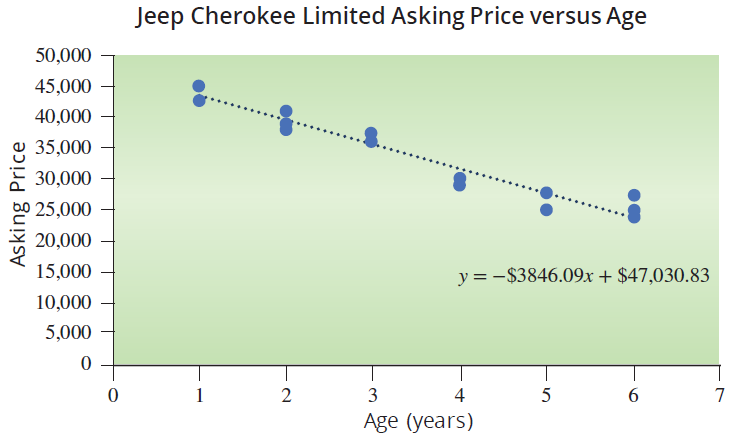 Jeep Cherokee Limited Asking Price versus Age
50,000
45,000
40,000
35,000
30,000
25,000
20,000
15,000
10,000
5,000
0
Asking Price
y = −$3846.09x + $47,030.83
0 1 2 3 4 5 6 7
Age (years)